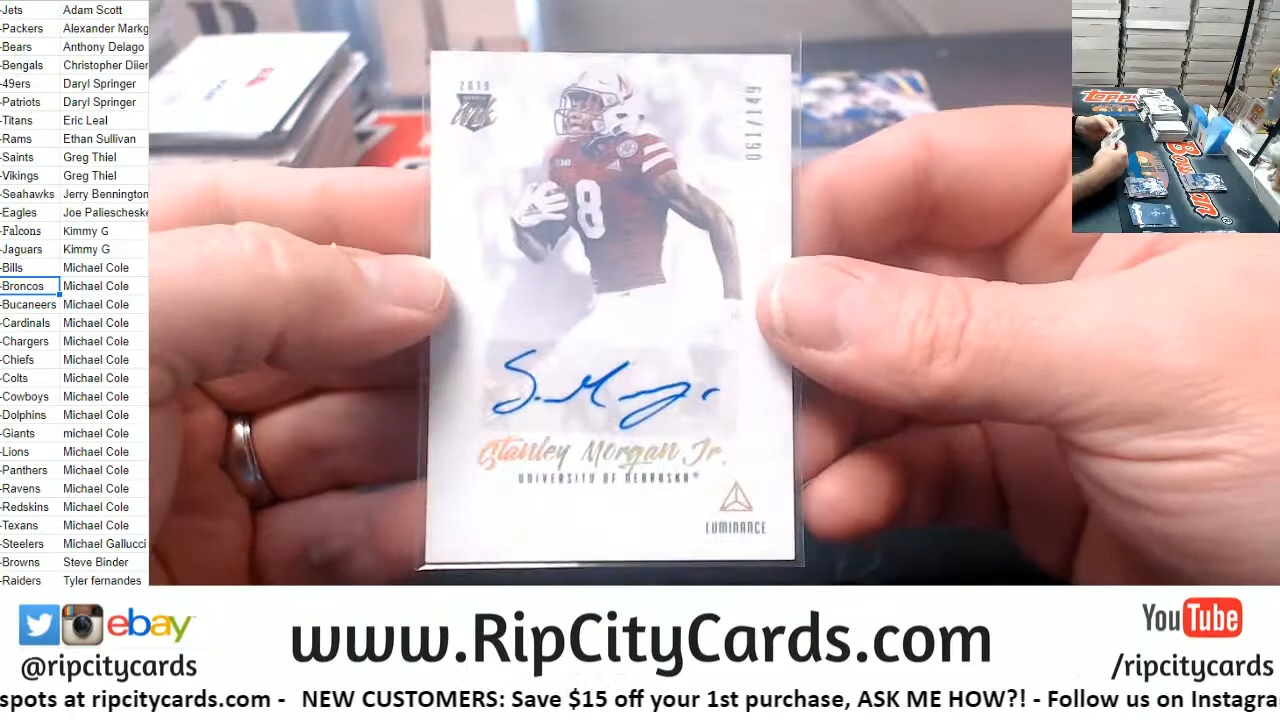 -Jets Adam Scott
-Packers Alexander Markg
-Bears Anthony Delago
-Bengals Christopher Diier
-49ers Daryl Springer
-Patriots Daryl Springer
-Titans Eric Leal
-Rams Ethan Sullivan
-Saints Greg Thiel
-Vikings Greg Thiel
-Seahawks Jerry Bennington
-Eagles Joe Paliescheske
-Falcons Kimmy G
-Jaguars Kimmy G
-Bills Michael Cole
-Broncos Michael Cole
-Bucaneers Michael Cole
-Cardinals Michael Cole
-Chargers Michael Cole
-Chiefs Michael Cole
-Colts Michael Cole
-Cowboys Michael Cole
-Dolphins Michael Cole
-Giants michael Cole
-Lions Michael Cole
-Panthers Michael Cole
-Ravens Michael Cole
-Redskins Michael Cole
-Texans Michael Cole
-Steelers Michael Gallucci
-Browns Steve Binder
-Raiders Tyler fernandes
2019
061/149
8
Stanley Morgan Jr.
UNIVERSITY OF NEBRASKA®
LUMINANCE
Topps
Bowman
ebay
@ripcitycards
www.RipCityCards.com
YouTube
/ripcitycards
spots at ripcitycards.com - NEW CUSTOMERS: Save $15 off your 1st purchase, ASK ME HOW?! - Follow us on Instagra